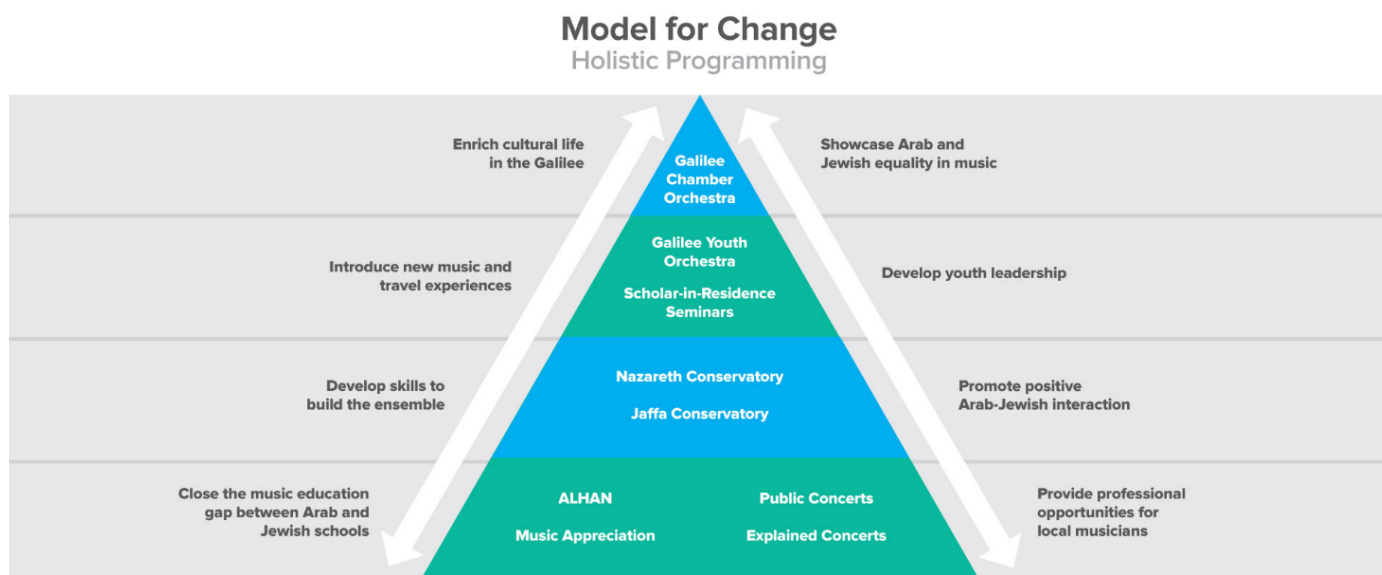 Model for Change
Holistic Programming
Enrich cultural life
in the Galilee
Galilee
Chamber
Orchestra
Showcase Arab and
Jewish equality in music
Introduce new music and
travel experiences
Galilee Youth
Orchestra
Scholar-in-Residence
Seminars
Develop youth leadership
Develop skills to
build the ensemble
Nazareth Conservatory
Jaffa Conservatory
Promote positive
Arab-Jewish interaction
Close the music education
gap between Arab and
Jewish schools
ALHAN
Public Concerts
Music Appreciation
Explained Concerts
Provide professional
opportunities for
local musicians